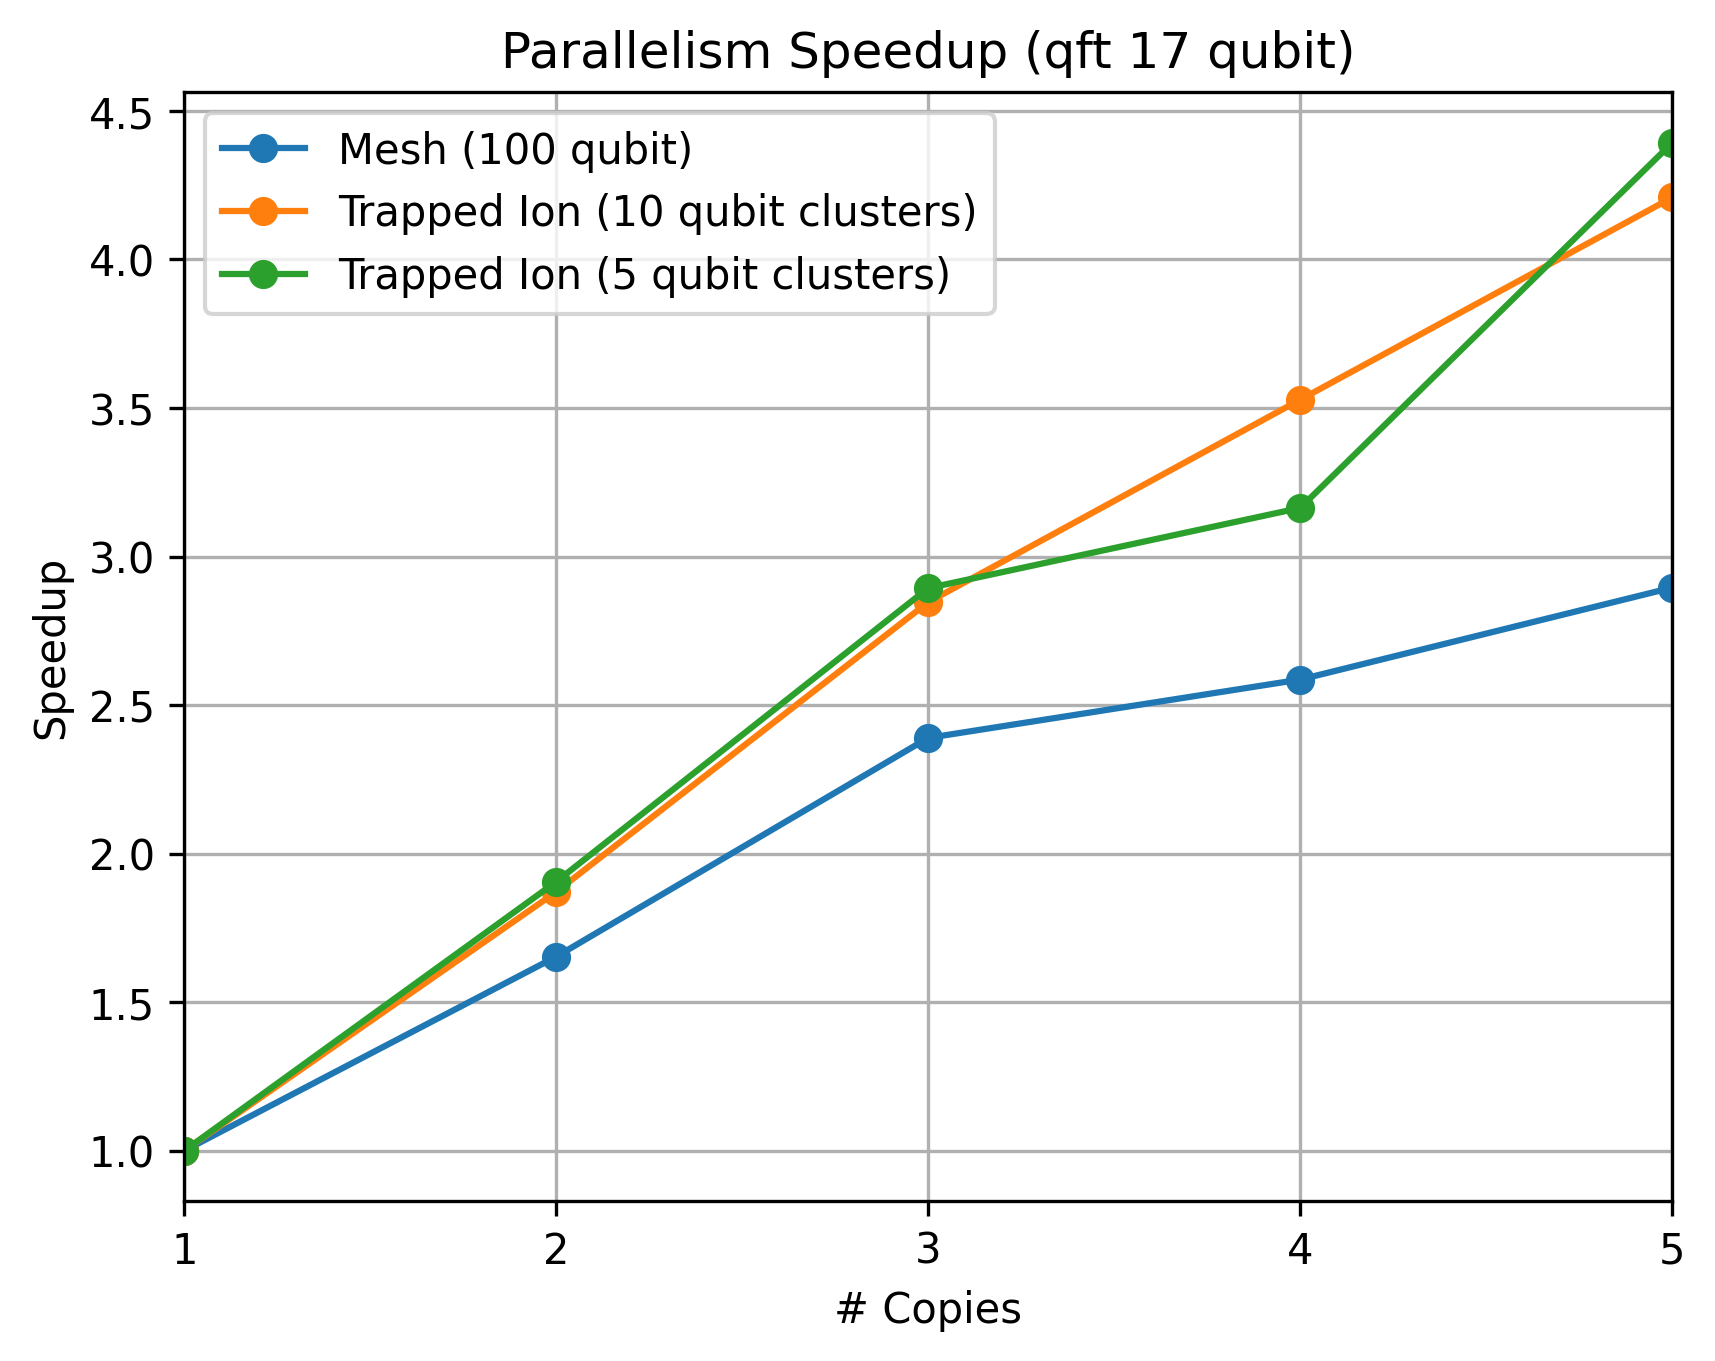 Parallelism Speedup (qft 17 qubit)
Mesh (100 qubit)
Trapped Ion (10 qubit clusters)
Trapped Ion (5 qubit clusters)
4.5
4.0
3.5
3.0
2.5
2.0
1.5
1.0
Speedup
1 2 3 4 5
# Copies